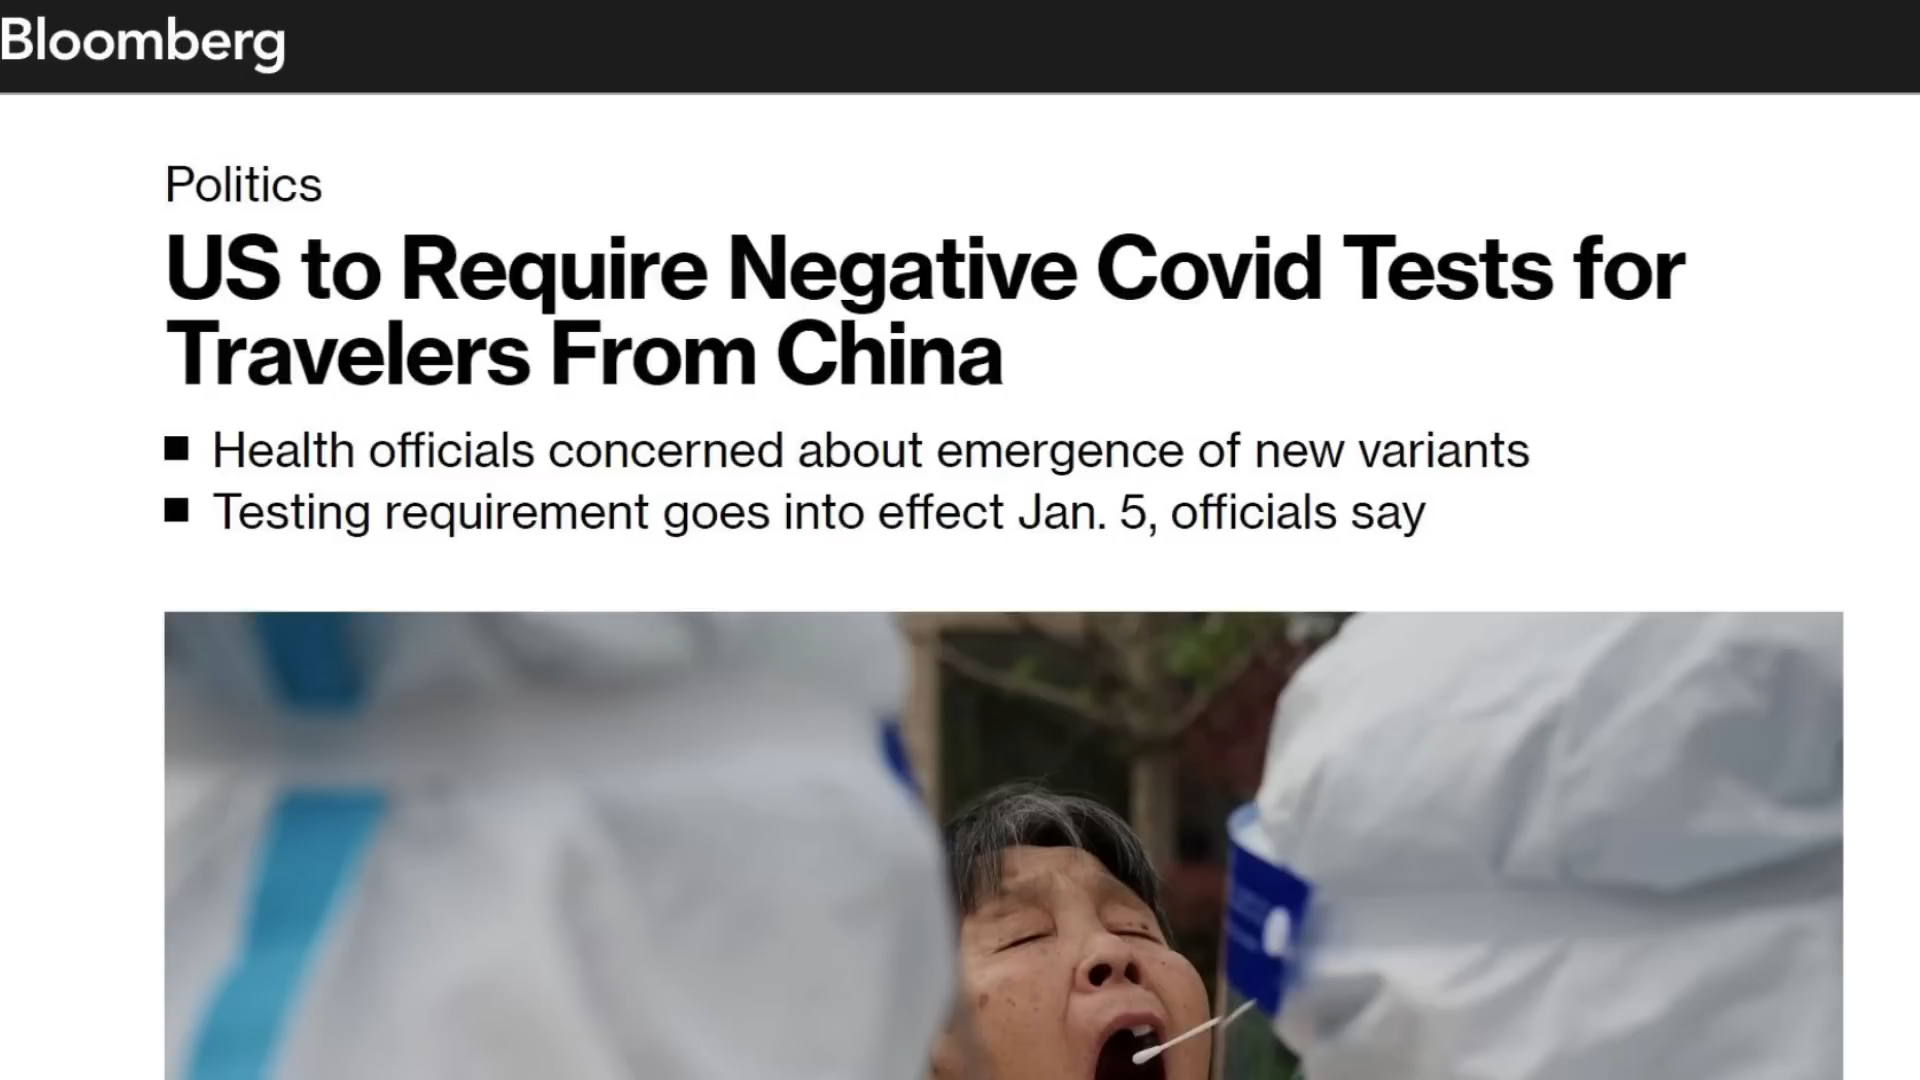 Bloomberg
Politics
US to Require Negative Covid Tests for
Travelers From China
Health officials concerned about emergence of new variants
Testing requirement goes into effect Jan. 5, officials say